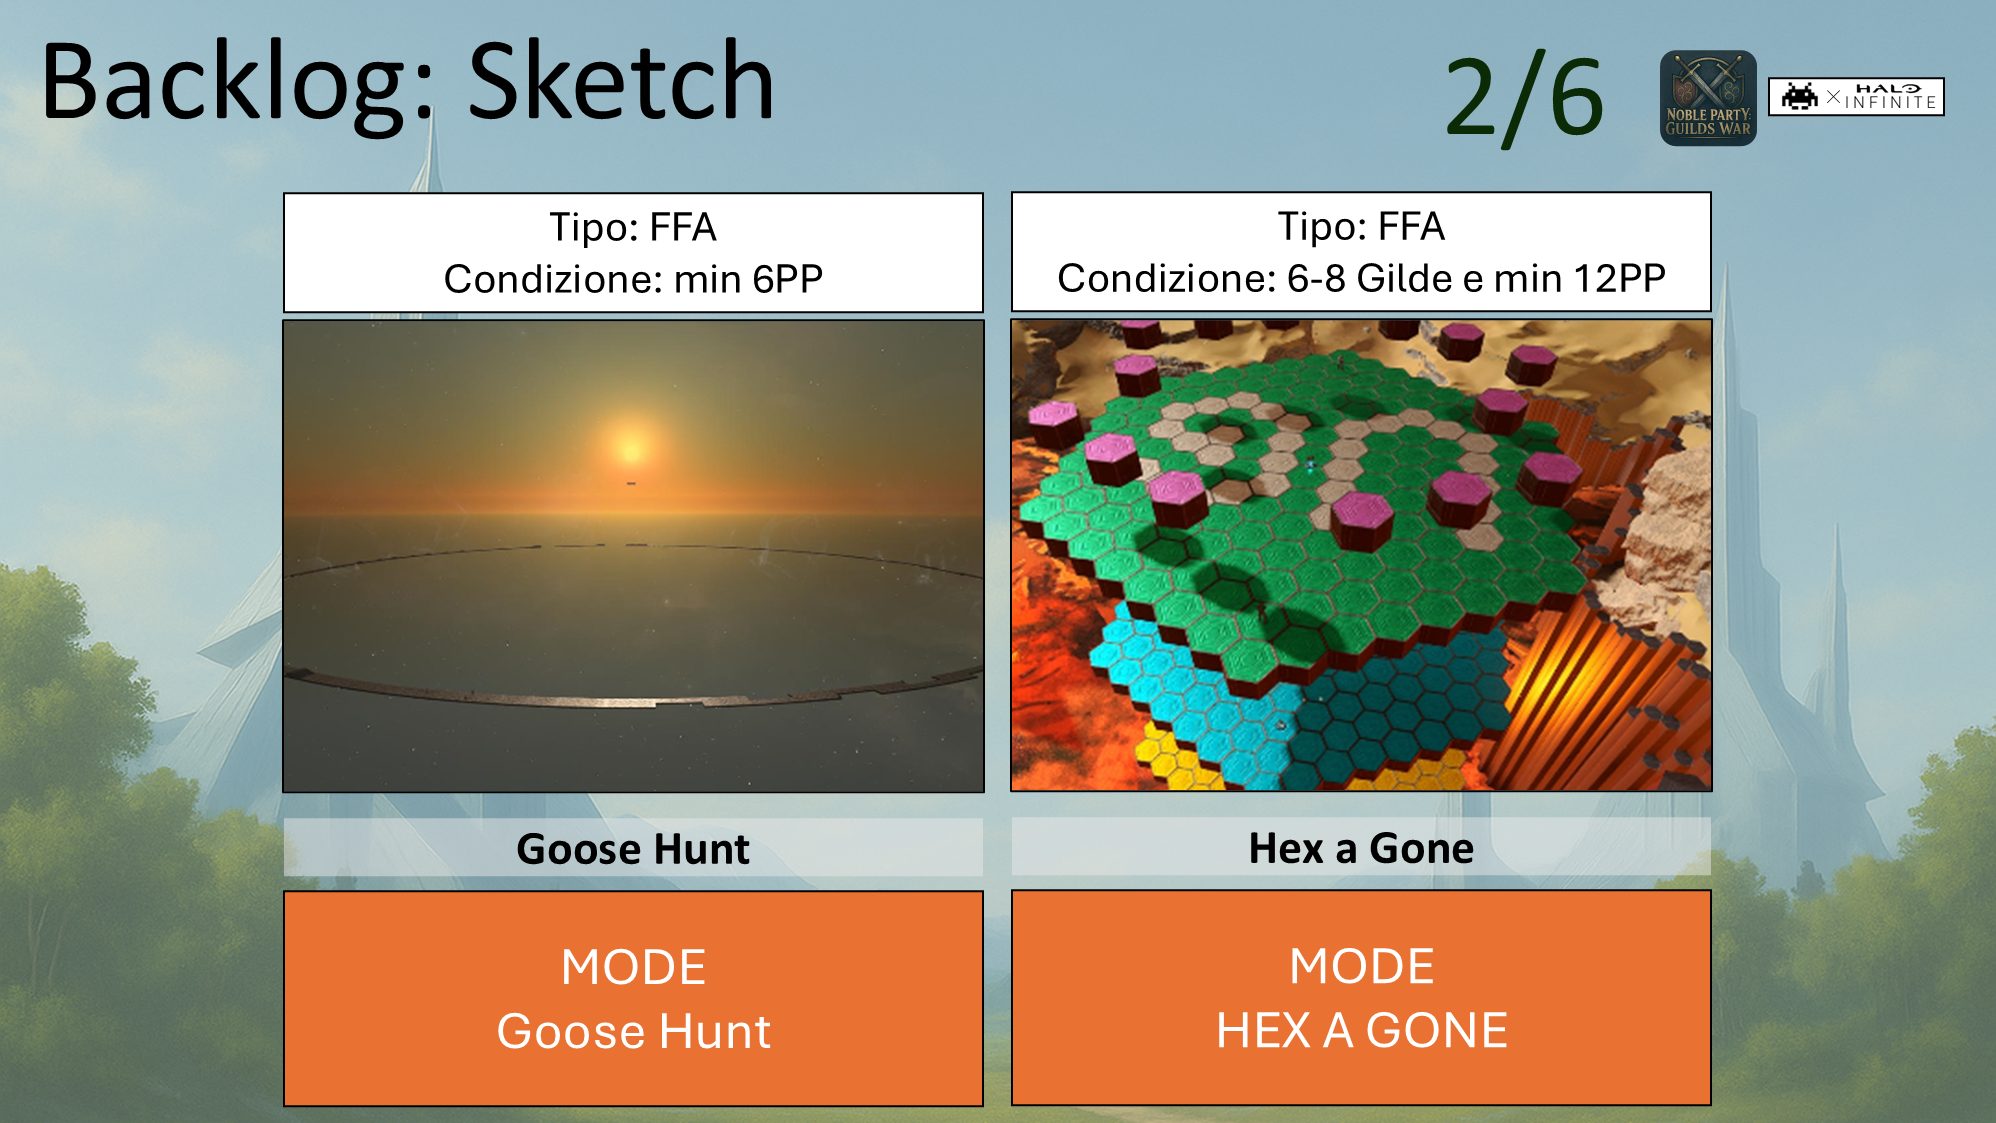 Backlog: Sketch
2/6
NOBLE PARTY:
GUILDS WAR
× HALO
INFINITE
Tipo: FFA
Condizione: min 6PP
Tipo: FFA
Condizione: 6-8 Gilde e min 12PP
Goose Hunt
Hex a Gone
MODE
Goose Hunt
MODE
HEX A GONE